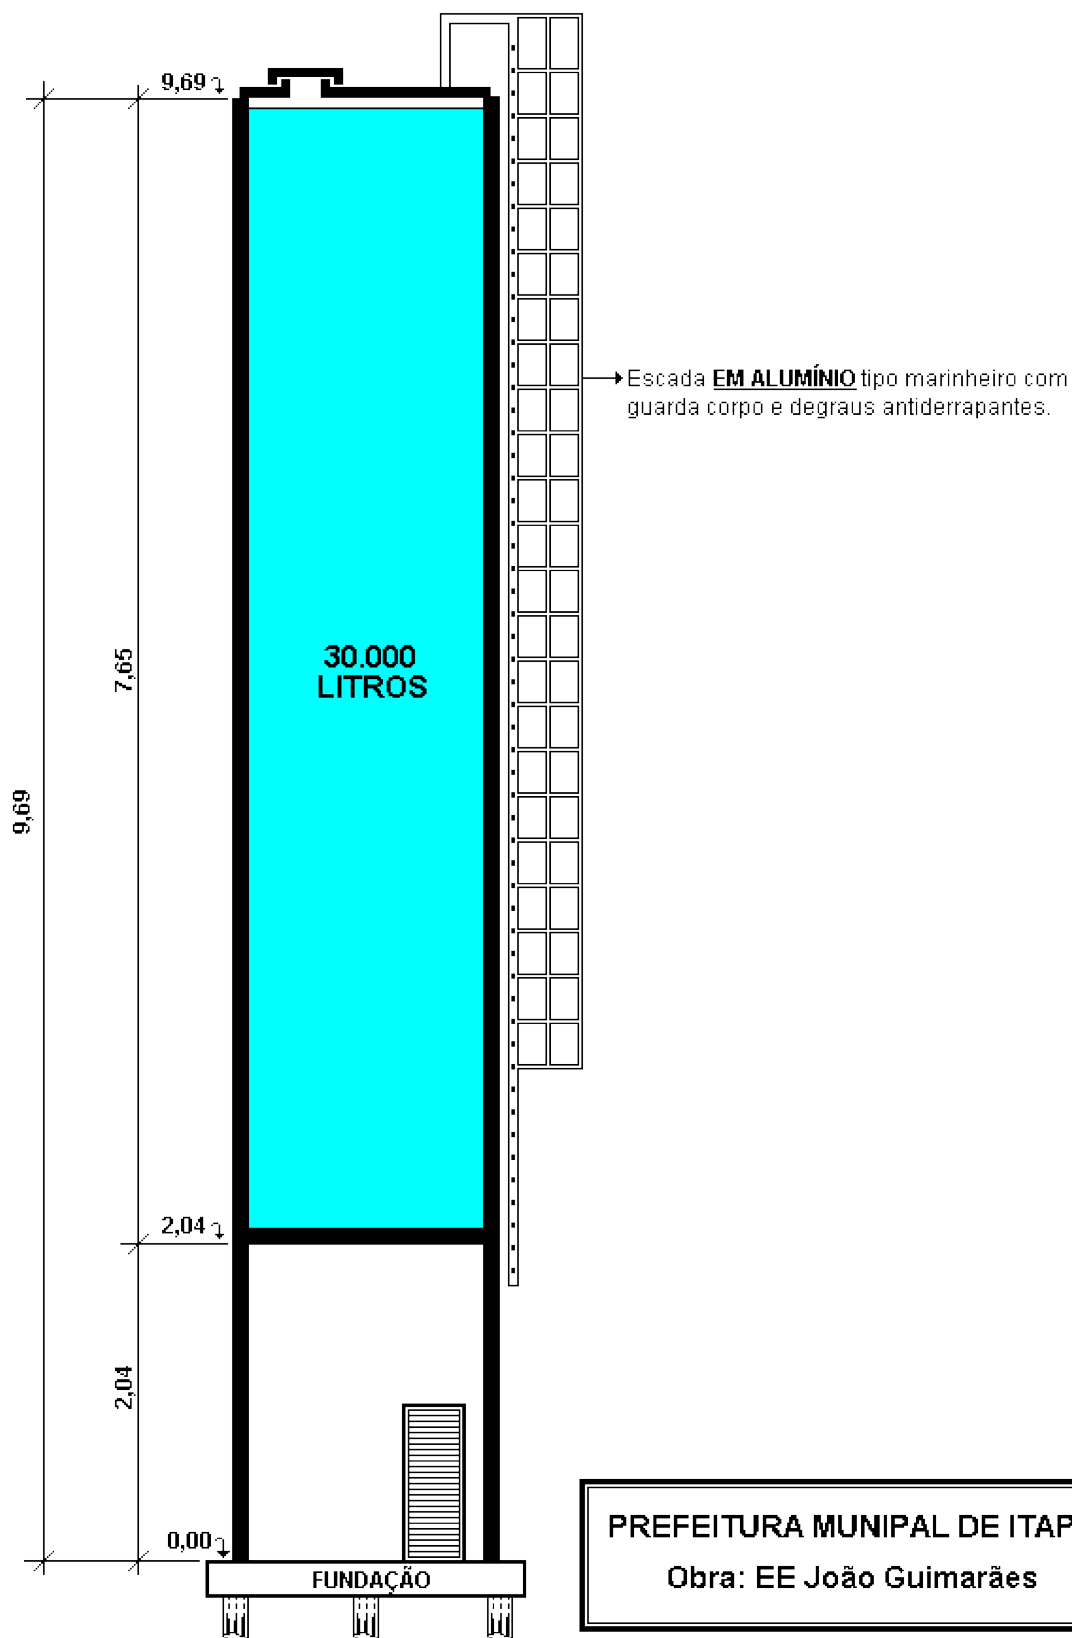 9,69
Escada EM ALUMÍNIO tipo marinheiro com
guarda corpo e degraus antiderrapantes.
30.000
LITROS
7,65
9,69
2,04
2,04
0,00
FUNDAÇÃO
PREFEITURA MUNIPAL DE ITAP
Obra: EE João Guimarães